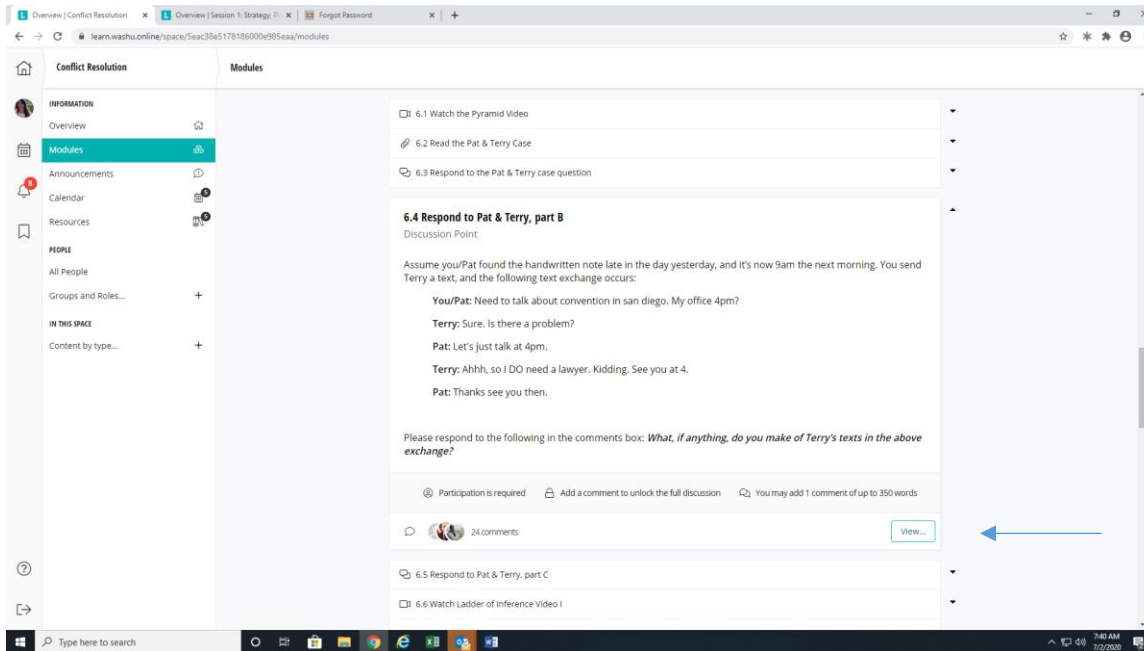 Overview | Conflict Resolution
Overview | Session 1: Strategy, P
Forgot Password
learn.washu.online/space/5eac38e5178186000e985eaa/modules
Conflict Resolution
Modules
INFORMATION
Overview
Modules
Announcements
8
Calendar
5
Resources
5
PEOPLE
All People
Groups and Roles...
IN THIS SPACE
Content by type...
6.1 Watch the Pyramid Video
6.2 Read the Pat & Terry Case
6.3 Respond to the Pat & Terry case question
6.4 Respond to Pat & Terry, part B
Discussion Point
Assume you/Pat found the handwritten note late in the day yesterday, and it's now 9am the next morning. You send
Terry a text, and the following text exchange occurs:
You/Pat: Need to talk about convention in san diego. My office 4pm?
Terry: Sure. Is there a problem?
Pat: Let's just talk at 4pm.
Terry: Ahhh, so I DO need a lawyer. Kidding. See you at 4.
Pat: Thanks see you then.
Please respond to the following in the comments box: What, if anything, do you make of Terry's texts in the above
exchange?
Participation is required Add a comment to unlock the full discussion You may add 1 comment of up to 350 words
24 comments
View...
6.5 Respond to Pat & Terry, part C
6.6 Watch Ladder of Inference Video I
Type here to search
7:40 AM
7/2/2020